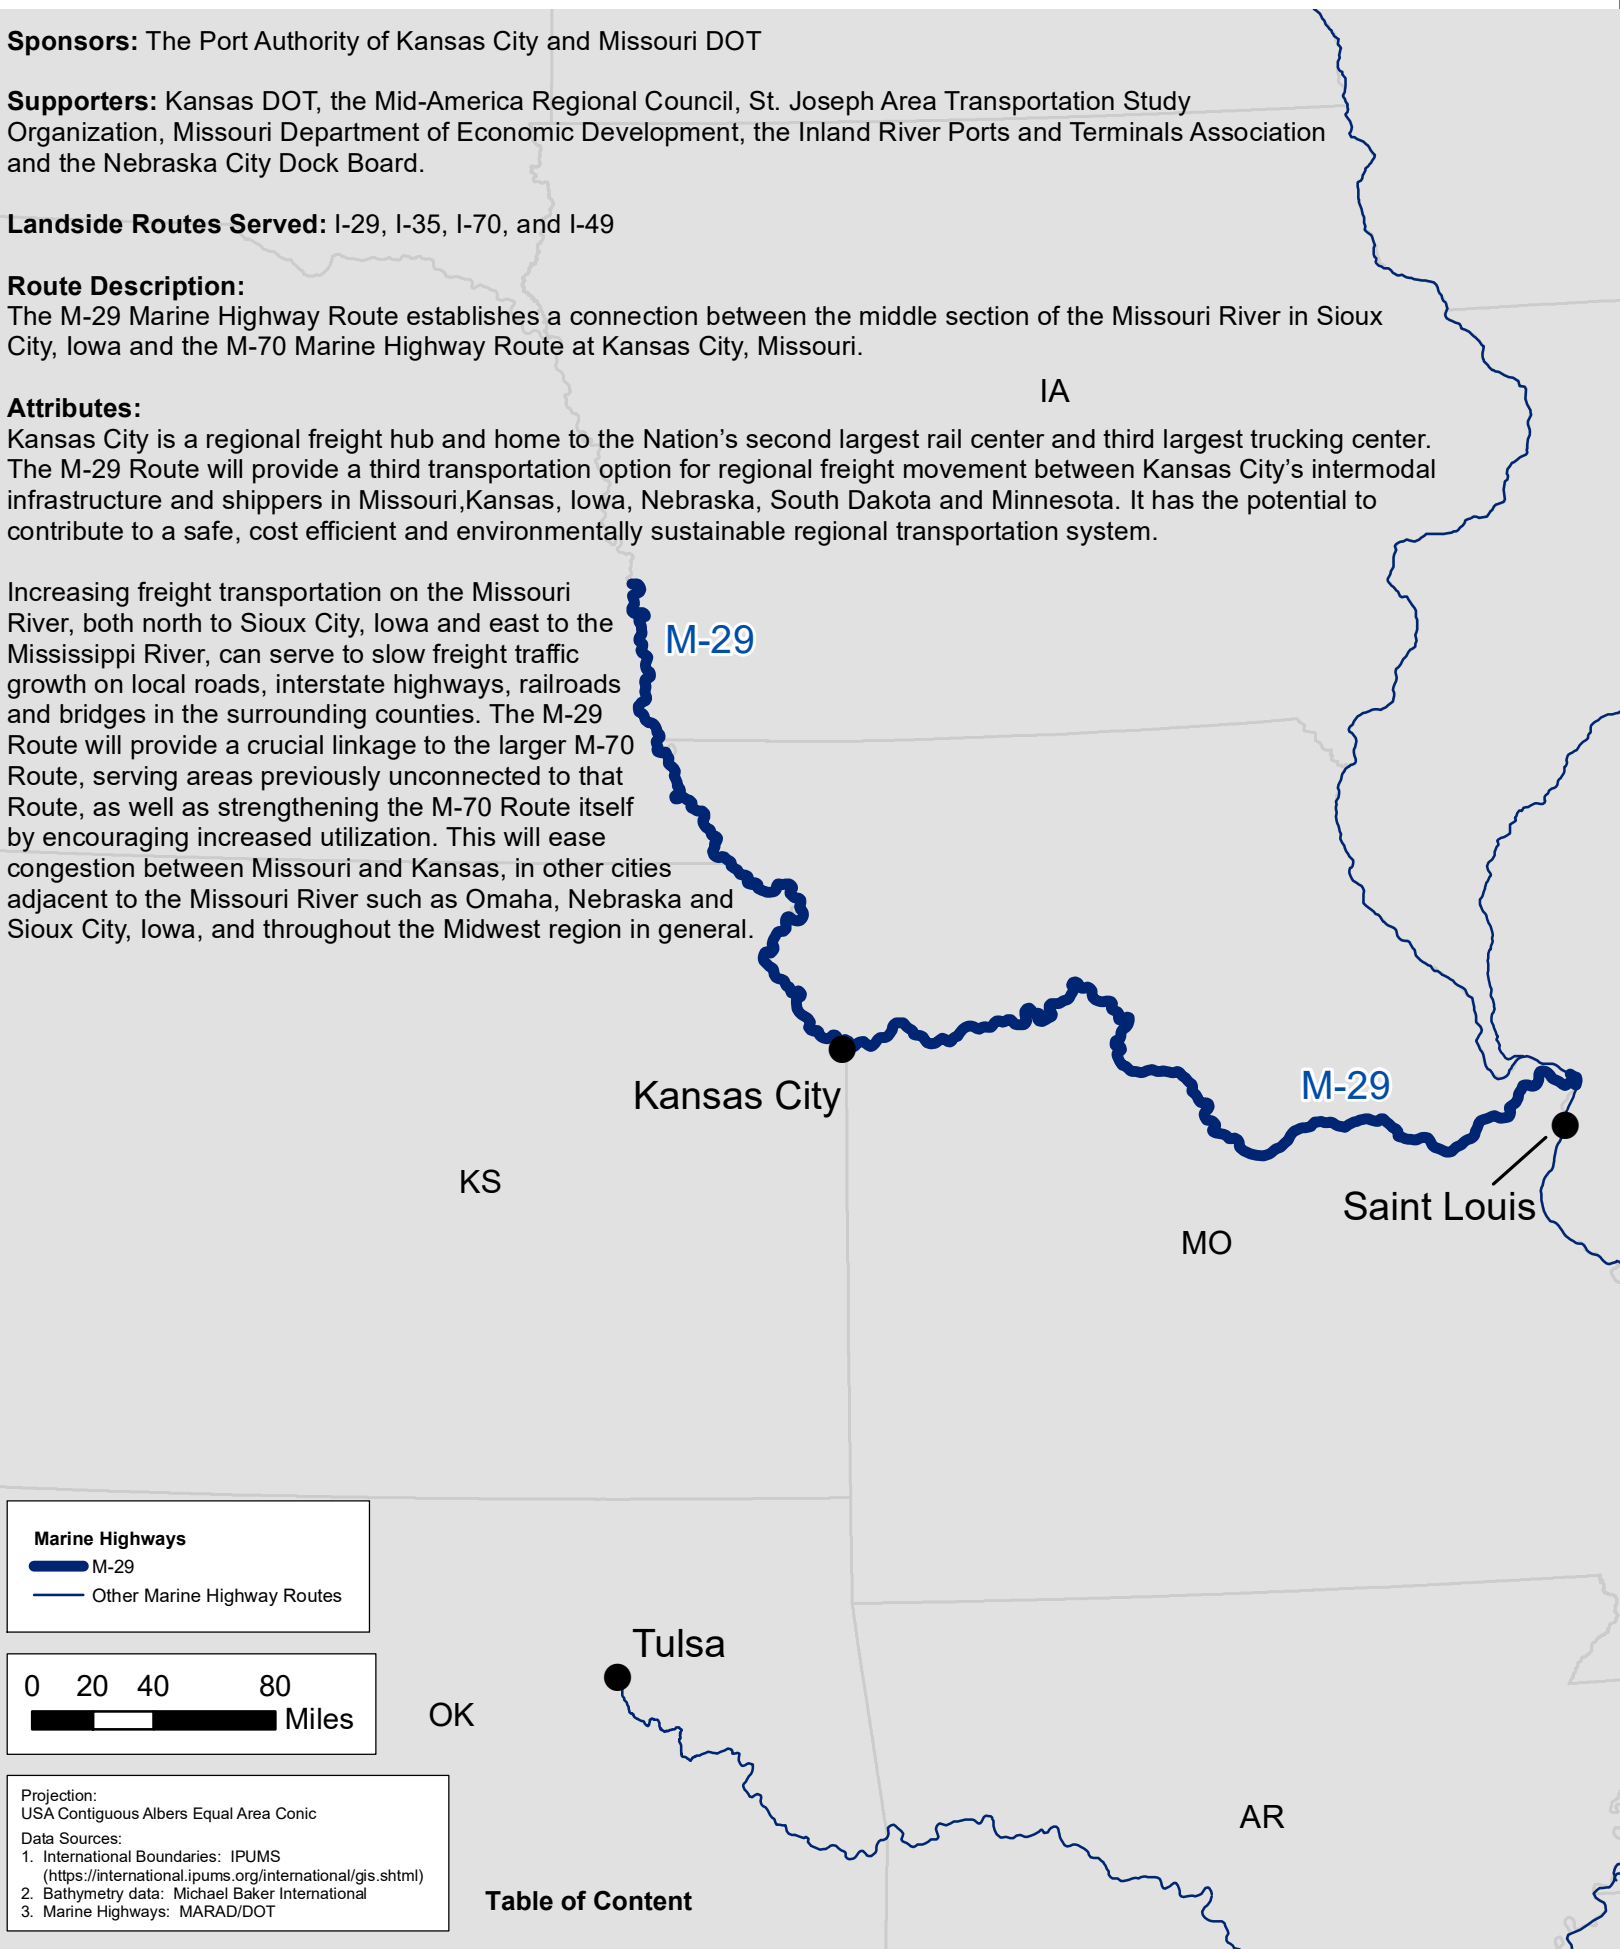 Sponsors: The Port Authority of Kansas City and Missouri DOT
Supporters: Kansas DOT, the Mid-America Regional Council, St. Joseph Area Transportation Study
Organization, Missouri Department of Economic Development, the Inland River Ports and Terminals Association
and the Nebraska City Dock Board.
Landside Routes Served: I-29, I-35, I-70, and I-49
Route Description:
The M-29 Marine Highway Route establishes a connection between the middle section of the Missouri River in Sioux
City, Iowa and the M-70 Marine Highway Route at Kansas City, Missouri.
IA
Attributes:
Kansas City is a regional freight hub and home to the Nation's second largest rail center and third largest trucking center.
The M-29 Route will provide a third transportation option for regional freight movement between Kansas City's intermodal
infrastructure and shippers in Missouri,Kansas, Iowa, Nebraska, South Dakota and Minnesota. It has the potential to
contribute to a safe, cost efficient and environmentally sustainable regional transportation system.
Increasing freight transportation on the Missouri
River, both north to Sioux City, Iowa and east to the
Mississippi River, can serve to slow freight traffic
growth on local roads, interstate highways, railroads
and bridges in the surrounding counties. The M-29
Route will provide a crucial linkage to the larger M-70
Route, serving areas previously unconnected to that
Route, as well as strengthening the M-70 Route itself
by encouraging increased utilization. This will ease
congestion between Missouri and Kansas, in other cities
adjacent to the Missouri River such as Omaha, Nebraska and
Sioux City, Iowa, and throughout the Midwest region in general.
M-29
Kansas City
M-29
KS
Saint Louis
MO
Marine Highways
M-29
Other Marine Highway Routes
Tulsa
0 20 40 80
Miles
OK
AR
Projection:
USA Contiguous Albers Equal Area Conic
Data Sources:
1. International Boundaries: IPUMS
(https://international.ipums.org/international/gis.shtml)
2. Bathymetry data: Michael Baker International
3. Marine Highways: MARAD/DOT
Table of Content